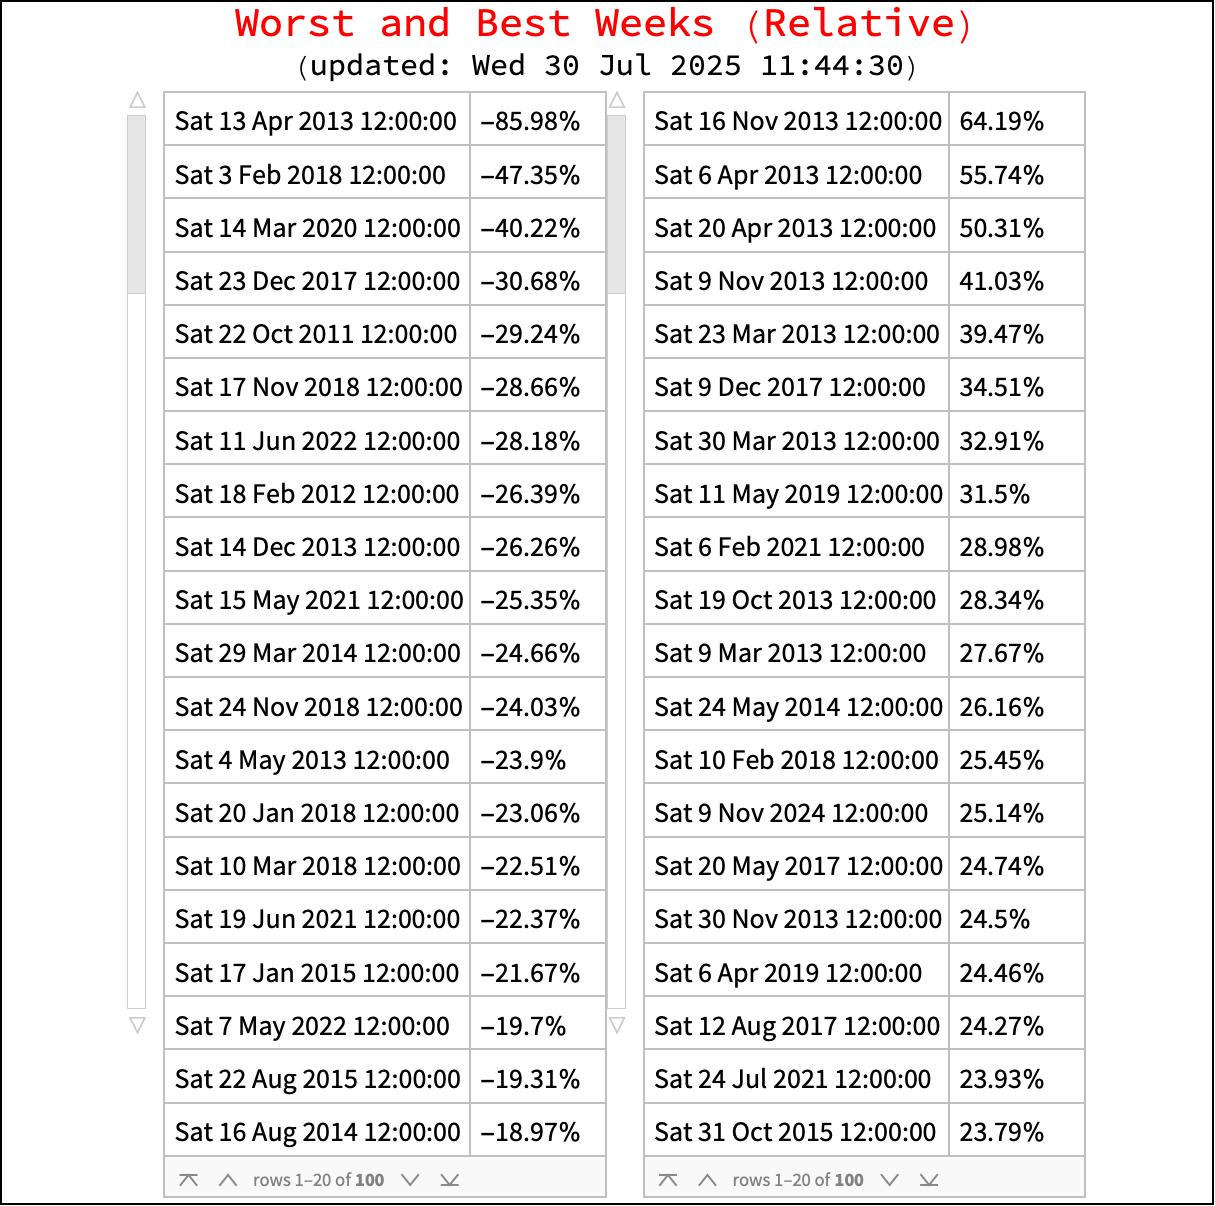 Worst and Best Weeks (Relative)
(updated: Wed 30 Jul 2025 11:44:30)
Sat 13 Apr 2013 12:00:00 −85.98% Sat 16 Nov 2013 12:00:00 64.19%
Sat 3 Feb 2018 12:00:00 −47.35% Sat 6 Apr 2013 12:00:00 55.74%
Sat 14 Mar 2020 12:00:00 −40.22% Sat 20 Apr 2013 12:00:00 50.31%
Sat 23 Dec 2017 12:00:00 −30.68% Sat 9 Nov 2013 12:00:00 41.03%
Sat 22 Oct 2011 12:00:00 −29.24% Sat 23 Mar 2013 12:00:00 39.47%
Sat 17 Nov 2018 12:00:00 −28.66% Sat 9 Dec 2017 12:00:00 34.51%
Sat 11 Jun 2022 12:00:00 −28.18% Sat 30 Mar 2013 12:00:00 32.91%
Sat 18 Feb 2012 12:00:00 −26.39% Sat 11 May 2019 12:00:00 31.5%
Sat 14 Dec 2013 12:00:00 −26.26% Sat 6 Feb 2021 12:00:00 28.98%
Sat 15 May 2021 12:00:00 −25.35% Sat 19 Oct 2013 12:00:00 28.34%
Sat 29 Mar 2014 12:00:00 −24.66% Sat 9 Mar 2013 12:00:00 27.67%
Sat 24 Nov 2018 12:00:00 −24.03% Sat 24 May 2014 12:00:00 26.16%
Sat 4 May 2013 12:00:00 −23.9% Sat 10 Feb 2018 12:00:00 25.45%
Sat 20 Jan 2018 12:00:00 −23.06% Sat 9 Nov 2024 12:00:00 25.14%
Sat 10 Mar 2018 12:00:00 −22.51% Sat 20 May 2017 12:00:00 24.74%
Sat 19 Jun 2021 12:00:00 −22.37% Sat 30 Nov 2013 12:00:00 24.5%
Sat 17 Jan 2015 12:00:00 −21.67% Sat 6 Apr 2019 12:00:00 24.46%
Sat 7 May 2022 12:00:00 −19.7% Sat 12 Aug 2017 12:00:00 24.27%
Sat 22 Aug 2015 12:00:00 −19.31% Sat 24 Jul 2021 12:00:00 23.93%
Sat 16 Aug 2014 12:00:00 −18.97% Sat 31 Oct 2015 12:00:00 23.79%
rows 1–20 of 100 rows 1–20 of 100